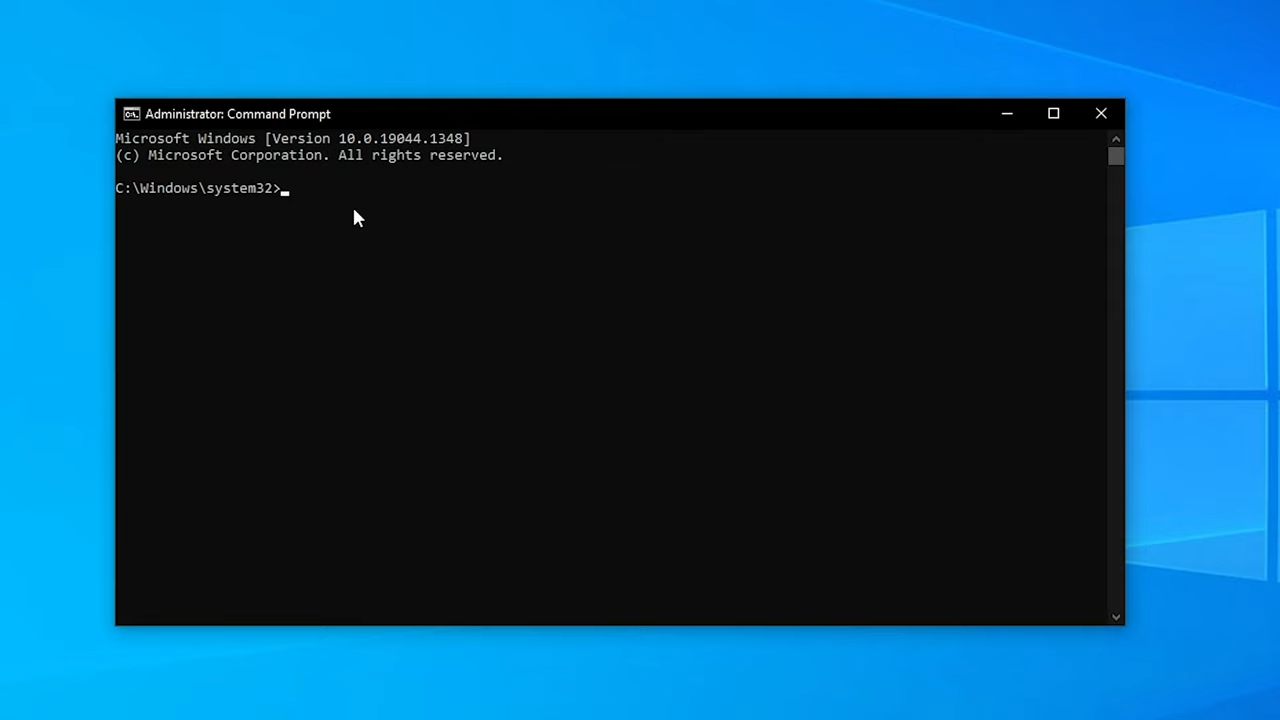 Administrator: Command Prompt
Microsoft Windows [Version 10.0.19044.1348]
(c) Microsoft Corporation. All rights reserved.
C:\Windows\system32>